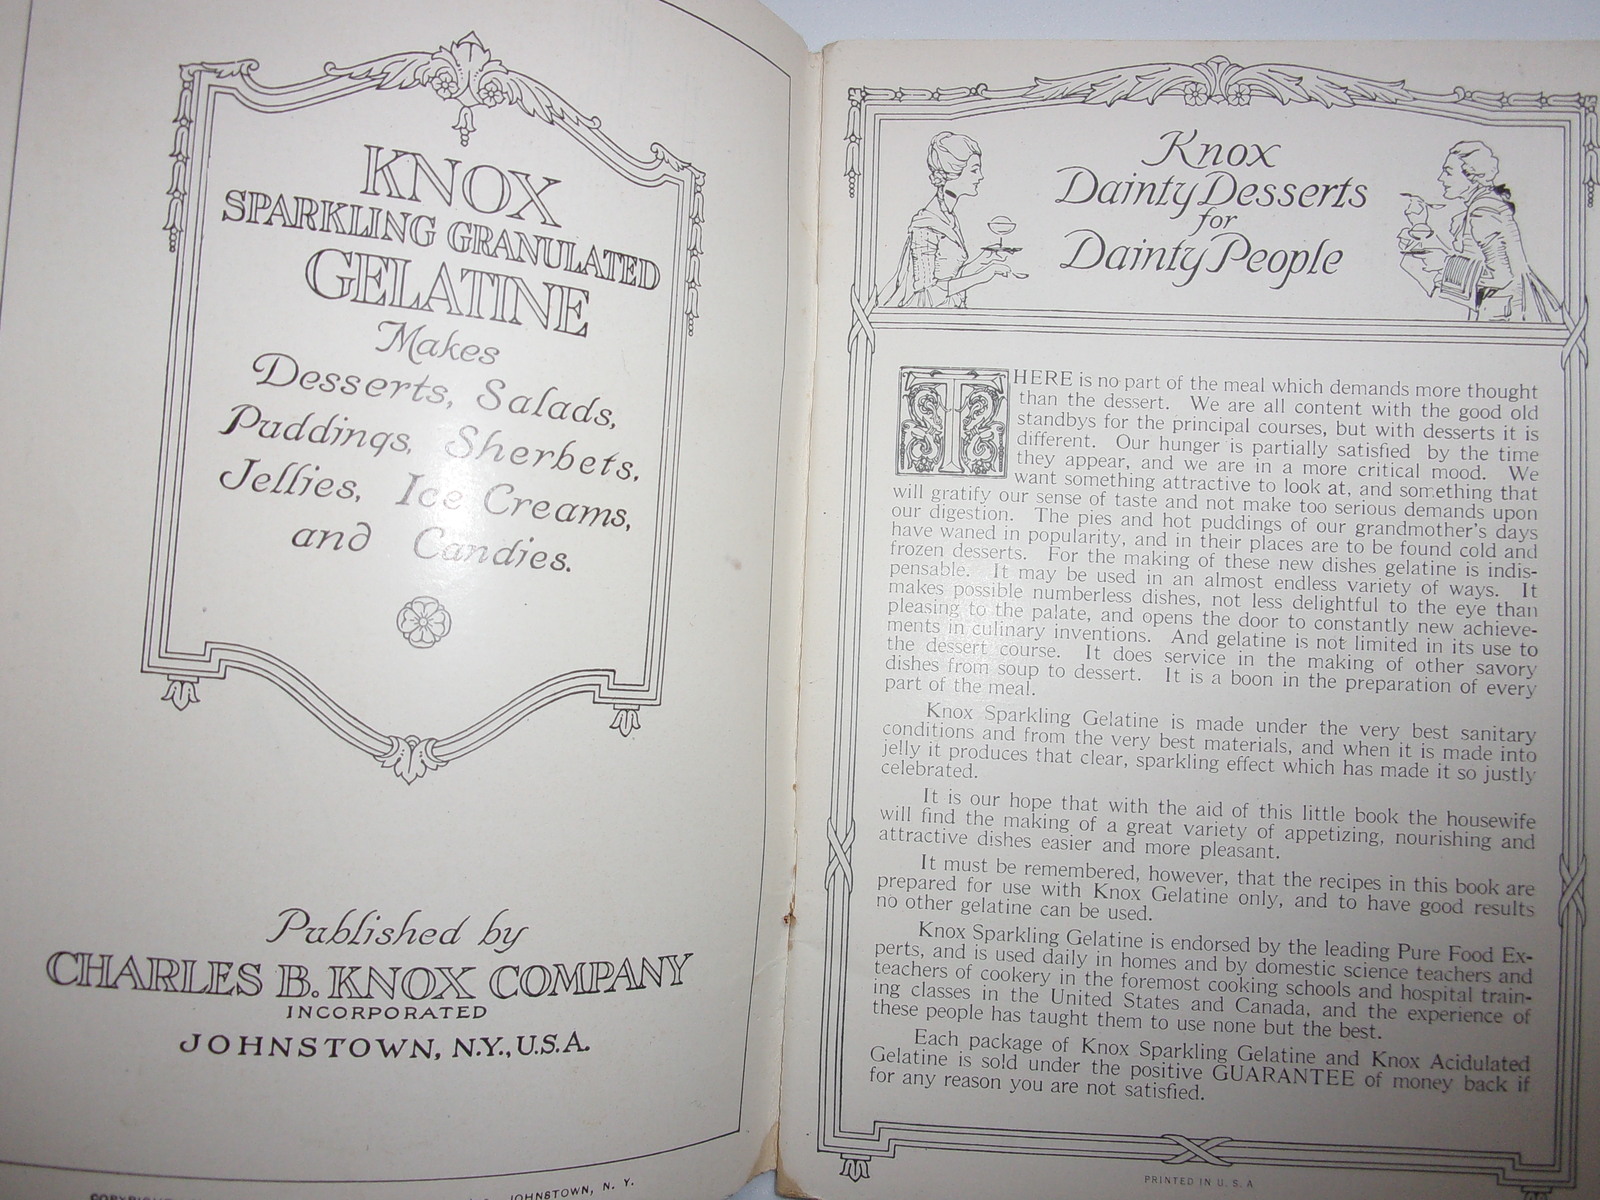 KNOX
SPARKLING GRANULATED
GELATINE
Makes
Desserts, Salads,
Puddings, Sherbets,
Jellies, Ice Creams,
and Candies.
Published by
CHARLES B. KNOX COMPANY
INCORPORATED
JOHNSTOWN, N.Y., U.S.A.
JOHNSTOWN, N. Y.
Knox
Dainty Desserts
for
Dainty People
THERE is no part of the meal which demands more thought
than the dessert. We are all content with the good old
standbys for the principal courses, but with desserts it is
different. Our hunger is partially satisfied by the time
they appear, and we are in a more critical mood. We
want something attractive to look at, and something that
will gratify our sense of taste and not make too serious demands upon
our digestion. The pies and hot puddings of our grandmother's days
have waned in popularity, and in their places are to be found cold and
frozen desserts. For the making of these new dishes gelatine is indis-
pensable. It may be used in an almost endless variety of ways. It
makes possible numberless dishes, not less delightful to the eye than
pleasing to the palate, and opens the door to constantly new achieve-
ments in culinary inventions. And gelatine is not limited in its use to
the dessert course. It does service in the making of other savory
dishes from soup to dessert. It is a boon in the preparation of every
part of the meal.
Knox Sparkling Gelatine is made under the very best sanitary
conditions and from the very best materials, and when it is made into
jelly it produces that clear, sparkling effect which has made it so justly
celebrated.
It is our hope that with the aid of this little book the housewife
will find the making of a great variety of appetizing, nourishing and
attractive dishes easier and more pleasant.
It must be remembered, however, that the recipes in this book are
prepared for use with Knox Gelatine only, and to have good results
no other gelatine can be used.
Knox Sparkling Gelatine is endorsed by the leading Pure Food Ex-
perts, and is used daily in homes and by domestic science teachers and
teachers of cookery in the foremost cooking schools and hospital train-
ing classes in the United States and Canada, and the experience of
these people has taught them to use none but the best.
Each package of Knox Sparkling Gelatine and Knox Acidulated
Gelatine is sold under the positive GUARANTEE of money back if
for any reason you are not satisfied.
PRINTED IN U. S. A